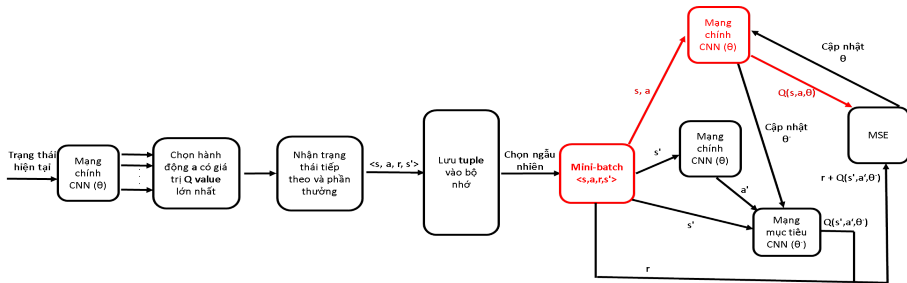 Trạng thái
hiện tại
Mạng
chính
CNN (θ)
Chọn hành
động a có giá
trị Q value
lớn nhất
Nhận trạng
thái tiếp
theo và phần
thưởng
<s, a, r, s'>
Lưu tuple
vào bộ
nhớ
Chọn ngẫu
nhiên
Mini-batch
<s,a,r,s'>
s, a
Mạng
chính
CNN (θ)
Cập nhật
θ
Q(s,a,θ)
MSE
Cập nhật
θ-
s'
Mạng
chính
CNN (θ)
a'
s'
Mạng
mục tiêu
CNN (θ-)
Q(s',a',θ-)
r + Q(s',a',θ-)
r